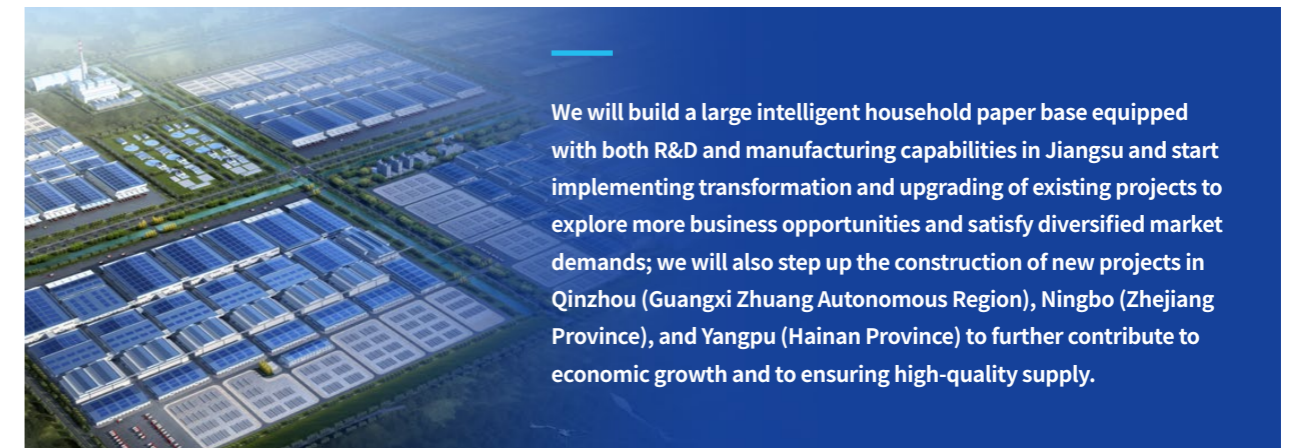 We will build a large intelligent household paper base equipped
with both R&D and manufacturing capabilities in Jiangsu and start
implementing transformation and upgrading of existing projects to
explore more business opportunities and satisfy diversified market
demands; we will also step up the construction of new projects in
Qinzhou (Guangxi Zhuang Autonomous Region), Ningbo (Zhejiang
Province), and Yangpu (Hainan Province) to further contribute to
economic growth and to ensuring high-quality supply.